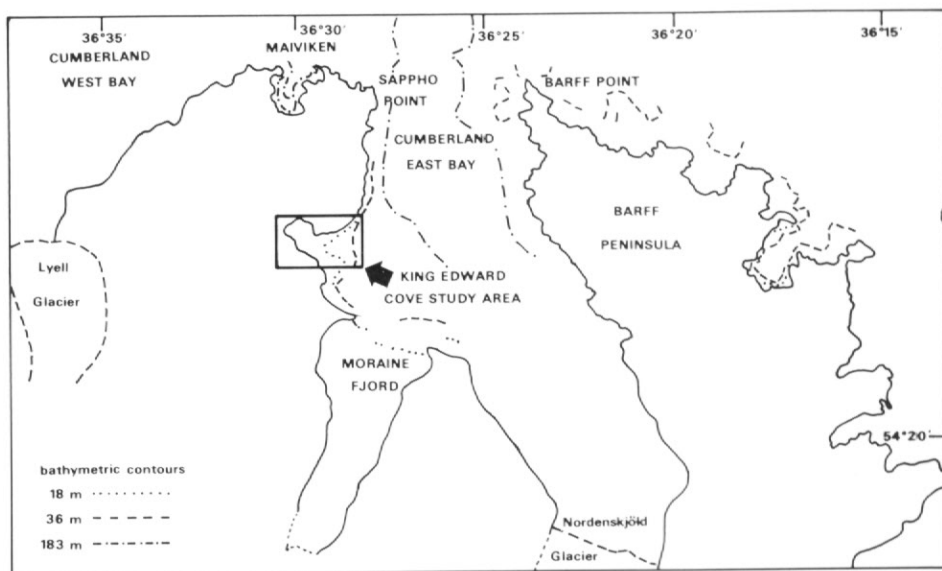 36°35′
36°30′
36°25′
36°20′
36°15′
CUMBERLAND
WEST BAY
MAIVIKEN
SAPPHO
POINT
BARFF POINT
CUMBERLAND
EAST BAY
BARFF
PENINSULA
Lyell
Glacier
KING EDWARD
COVE STUDY AREA
MORAINE
FJORD
54°20′
bathymetric contours
18 m
36 m
183 m
Nordenskjöld
Glacier